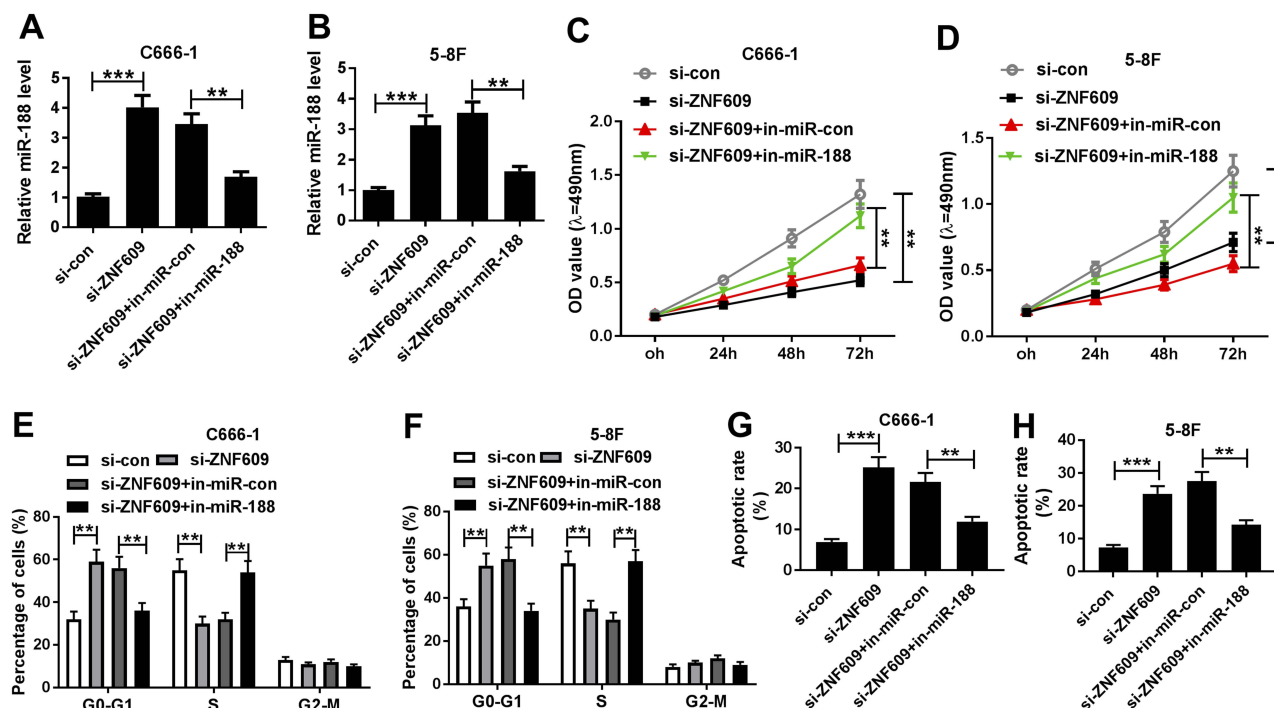 A
C666-1
Relative miR-188 level
5
4
3
2
1
0
***
**
si-con
si-ZNF609
si-ZNF609+in-miR-con
si-ZNF609+in-miR-188
B
5-8F
Relative miR-188 level
5
4
3
2
1
0
***
**
si-con
si-ZNF609
si-ZNF609+in-miR-con
si-ZNF609+in-miR-188
C
C666-1
si-con
si-ZNF609
si-ZNF609+in-miR-con
si-ZNF609+in-miR-188
OD value (λ=490nm)
2.0
1.5
1.0
0.5
0.0
oh
24h
48h
72h
**
**
D
5-8F
si-con
si-ZNF609
si-ZNF609+in-miR-con
si-ZNF609+in-miR-188
OD value (λ=490nm)
1.5
1.0
0.5
0.0
oh
24h
48h
72h
**
E
C666-1
si-con
si-ZNF609
si-ZNF609+in-miR-con
si-ZNF609+in-miR-188
Percentage of cells (%)
80
60
40
20
0
**
**
**
**
G0-G1
S
G2-M
F
5-8F
si-con
si-ZNF609
si-ZNF609+in-miR-con
si-ZNF609+in-miR-188
Percentage of cells (%)
80
60
40
20
0
**
**
**
**
G0-G1
S
G2-M
G
C666-1
Apoptotic rate
(%)
30
20
10
0
***
**
si-con
si-ZNF609
si-ZNF609+in-miR-con
si-ZNF609+in-miR-188
H
5-8F
Apoptotic rate
(%)
40
30
20
10
0
***
**
si-con
si-ZNF609
si-ZNF609+in-miR-con
si-ZNF609+in-miR-188